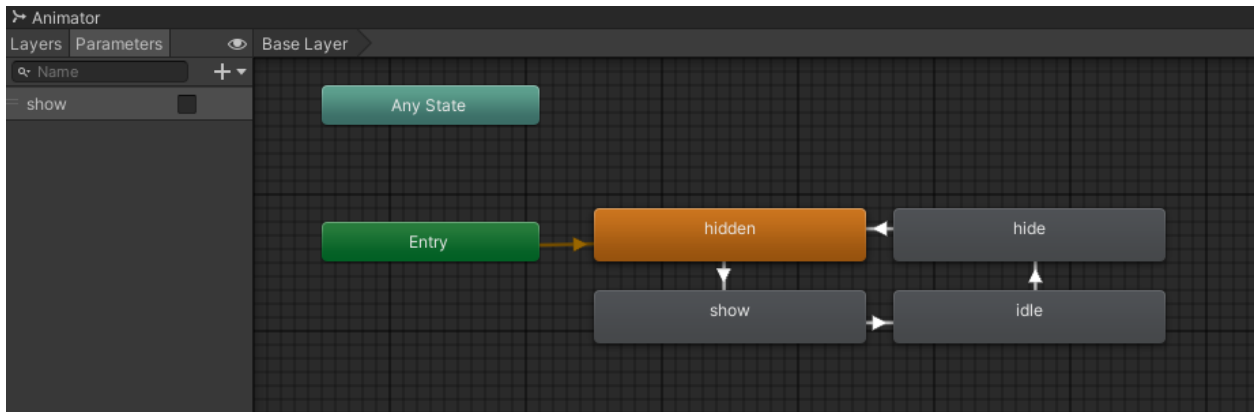 Animator
Layers Parameters Base Layer
Name
show
Any State
Entry
hidden
hide
show
idle